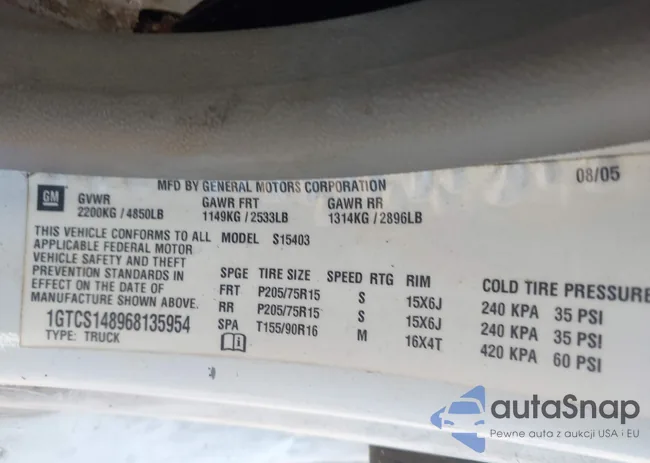 MFD BY GENERAL MOTORS CORPORATION 08/05
GM
GVWR GAWR FRT GAWR RR
2200KG / 4850LB 1149KG / 2533LB 1314KG / 2896LB
THIS VEHICLE CONFORMS TO ALL
APPLICABLE FEDERAL MOTOR
VEHICLE SAFETY AND THEFT
PREVENTION STANDARDS IN
EFFECT ON THE DATE OF
MANUFACTURE SHOWN ABOVE.
1GTCS148968135954
TYPE: TRUCK
MODEL S15403
SPGE TIRE SIZE SPEED RTG RIM COLD TIRE PRESSURE
FRT P205/75R15 S 15X6J 240 KPA 35 PSI
RR P205/75R15 S 15X6J 240 KPA 35 PSI
SPA T155/90R16 M 16X4T 420 KPA 60 PSI
autaSnap
Pewne auta z aukcji USA i EU